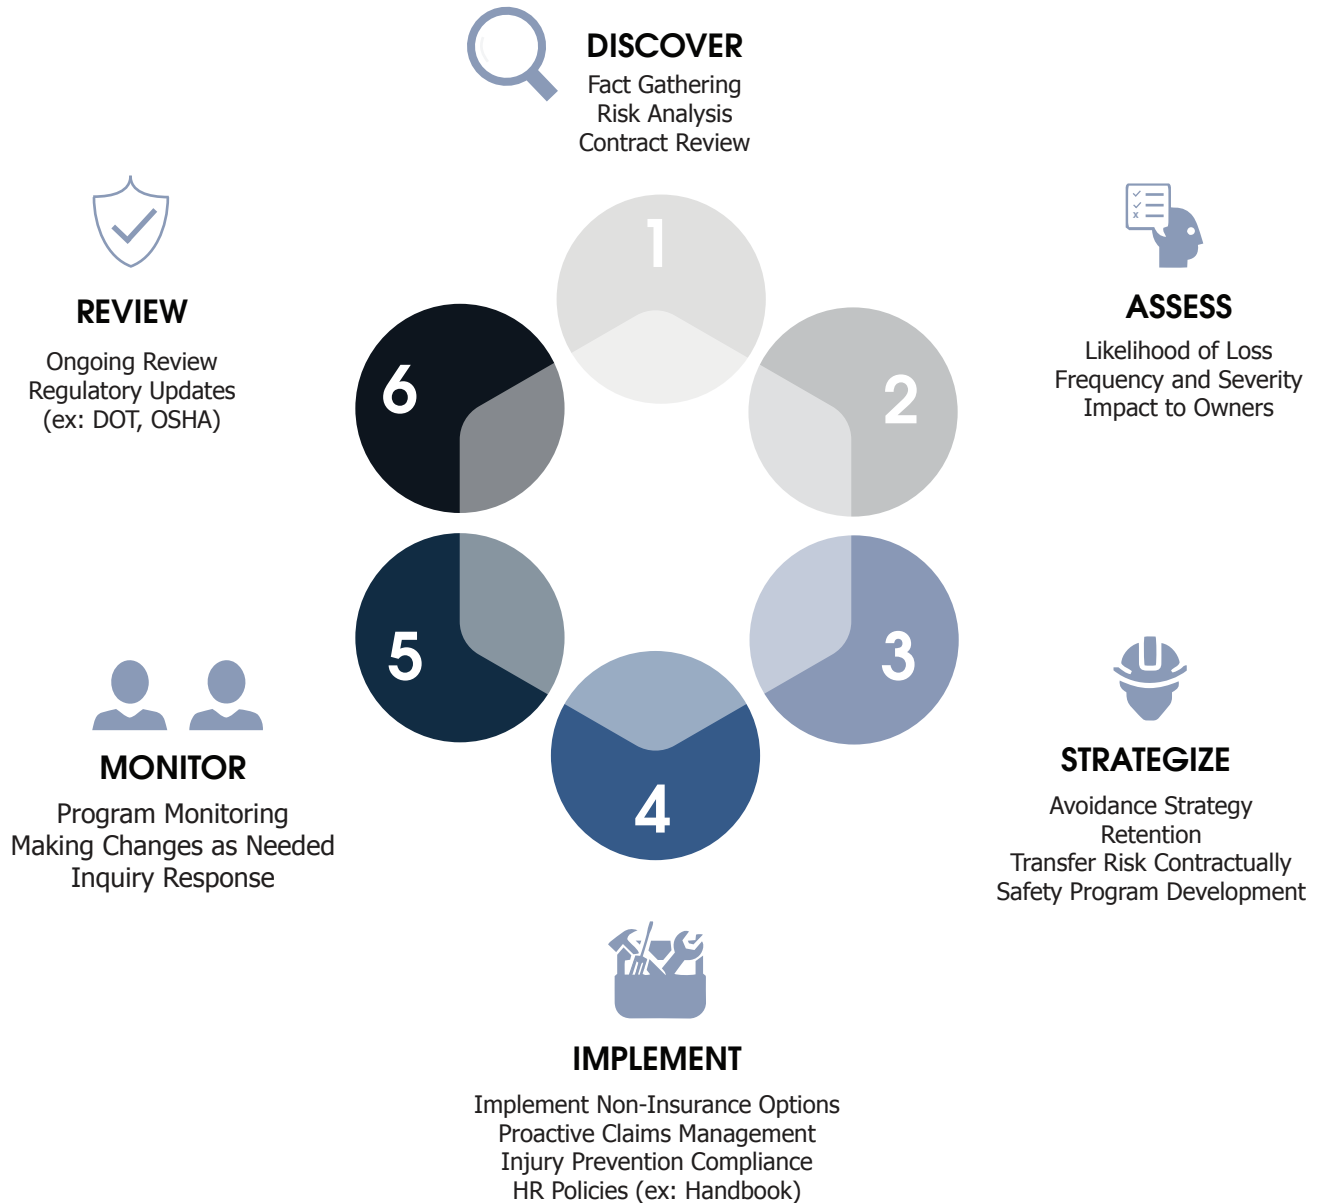 DISCOVER
Fact Gathering
Risk Analysis
Contract Review
1
ASSESS
Likelihood of Loss
Frequency and Severity
Impact to Owners
2
STRATEGIZE
Avoidance Strategy
Retention
Transfer Risk Contractually
Safety Program Development
3
4
IMPLEMENT
Implement Non-Insurance Options
Proactive Claims Management
Injury Prevention Compliance
HR Policies (ex: Handbook)
5
MONITOR
Program Monitoring
Making Changes as Needed
Inquiry Response
6
REVIEW
Ongoing Review
Regulatory Updates
(ex: DOT, OSHA)